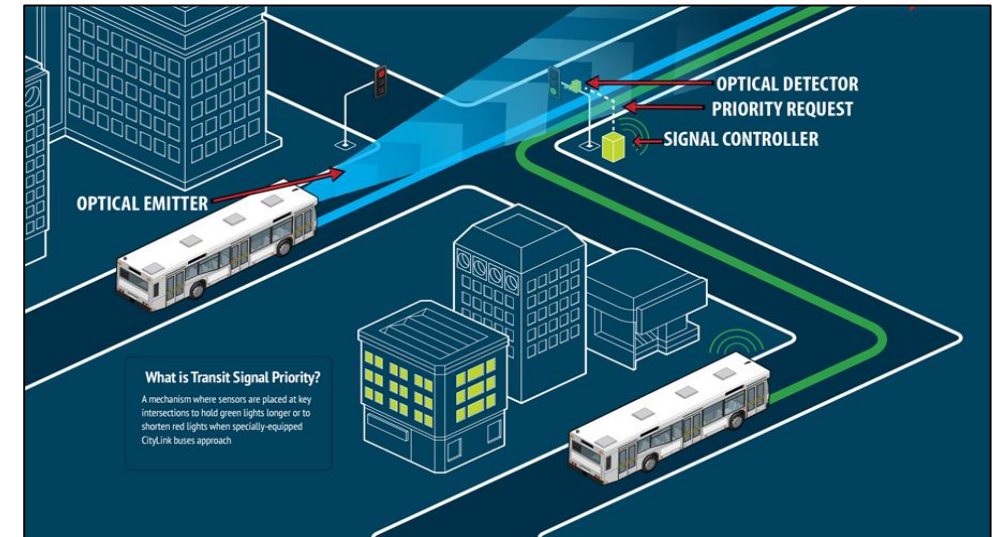 OPTICAL DETECTOR
PRIORITY REQUEST
SIGNAL CONTROLLER
OPTICAL EMITTER
What is Transit Signal Priority?
A mechanism where sensors are placed at key
intersections to hold green lights longer or to
shorten red lights when specially-equipped
CityLink buses approach